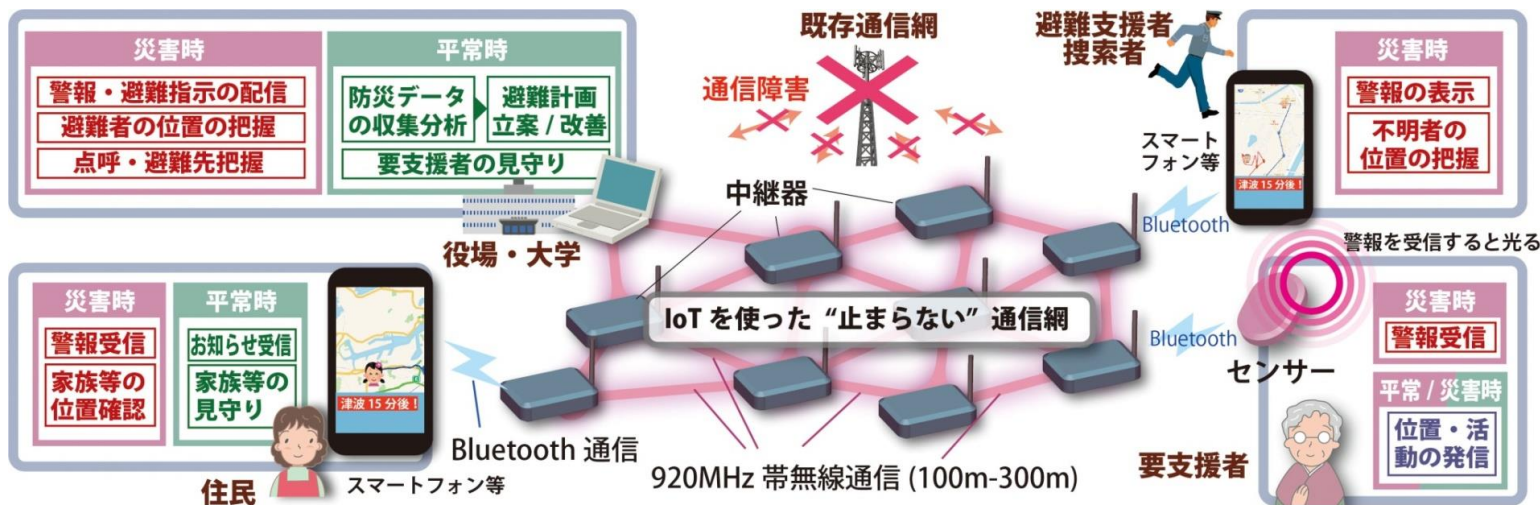 災害時
警報・避難指示の配信
避難者の位置の把握
点呼・避難先把握
平常時
防災データ
の収集分析
避難計画
立案 / 改善
要支援者の見守り
役場・大学
既存通信網
通信障害
避難支援者
捜索者
スマート
フォン等
津波 15 分後！
災害時
警報の表示
不明者の
位置の把握
Bluetooth
中継器
IoT を使った “止まらない” 通信網
警報を受信すると光る
Bluetooth
センサー
災害時
警報受信
平常 / 災害時
位置・活
動の発信
要支援者
災害時
警報受信
家族等の
位置確認
平常時
お知らせ受信
家族等の
見守り
津波 15 分後！
住民
スマートフォン等
Bluetooth 通信
920MHz 帯無線通信 (100m-300m)